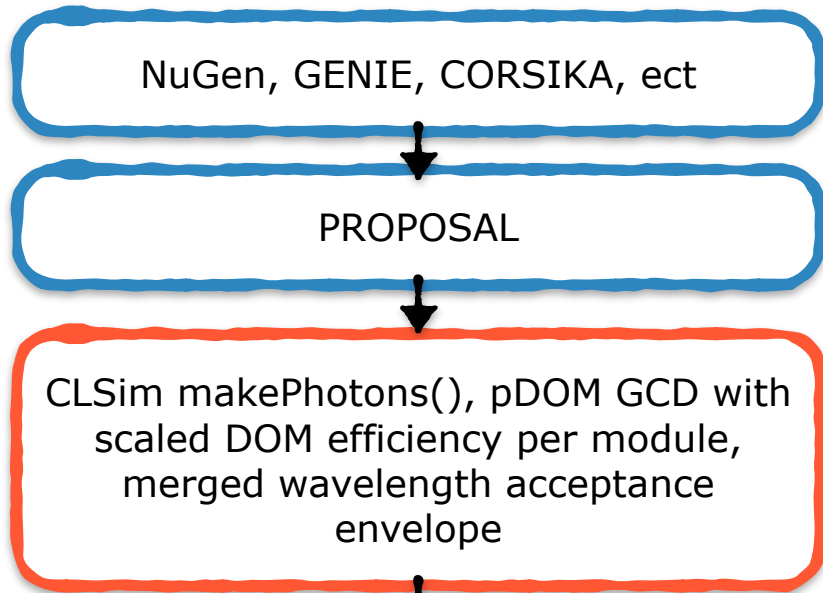 NuGen, GENIE, CORSIKA, ect
PROPOSAL
CLSim makePhotons(), pDOM GCD with
scaled DOM efficiency per module,
merged wavelength acceptance
envelope